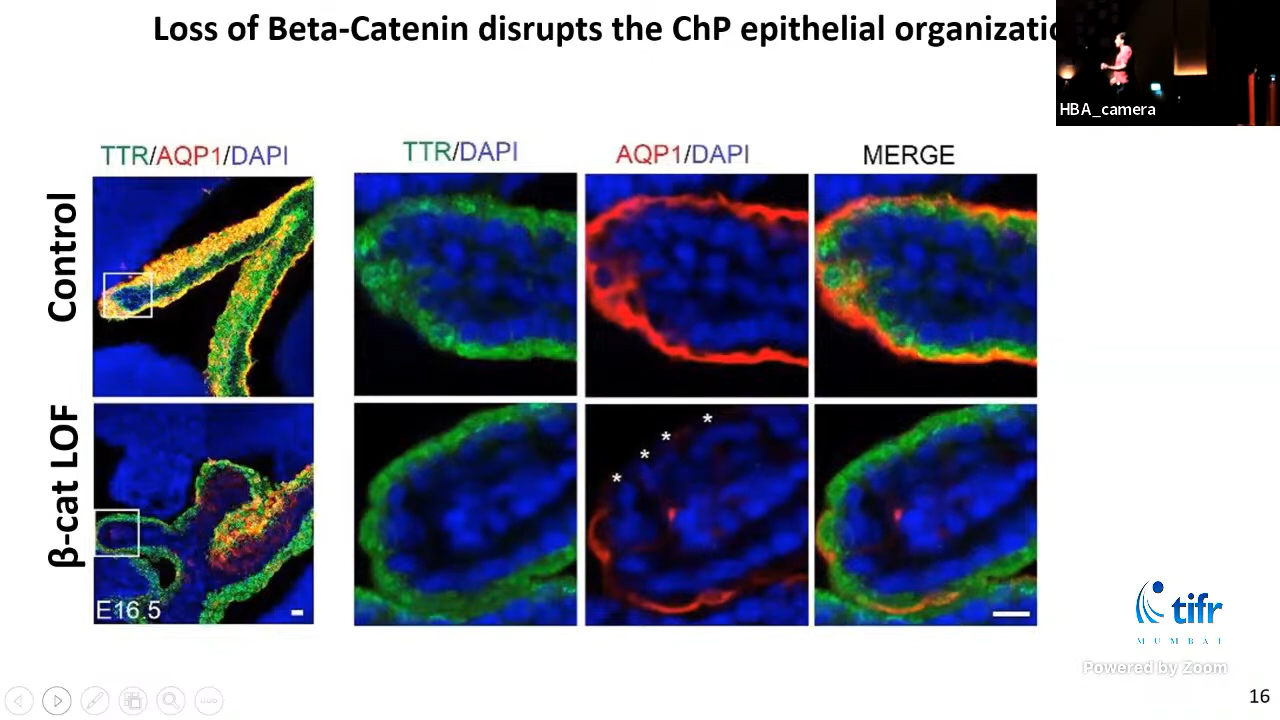 Loss of Beta-Catenin disrupts the ChP epithelial organizatio
HBA_camera
TTR/AQP1/DAPI
TTR/DAPI
AQP1/DAPI
MERGE
Control
β-cat LOF
* * * *
E16.5
tifr
MUMBAI
Powered by Zoom
16